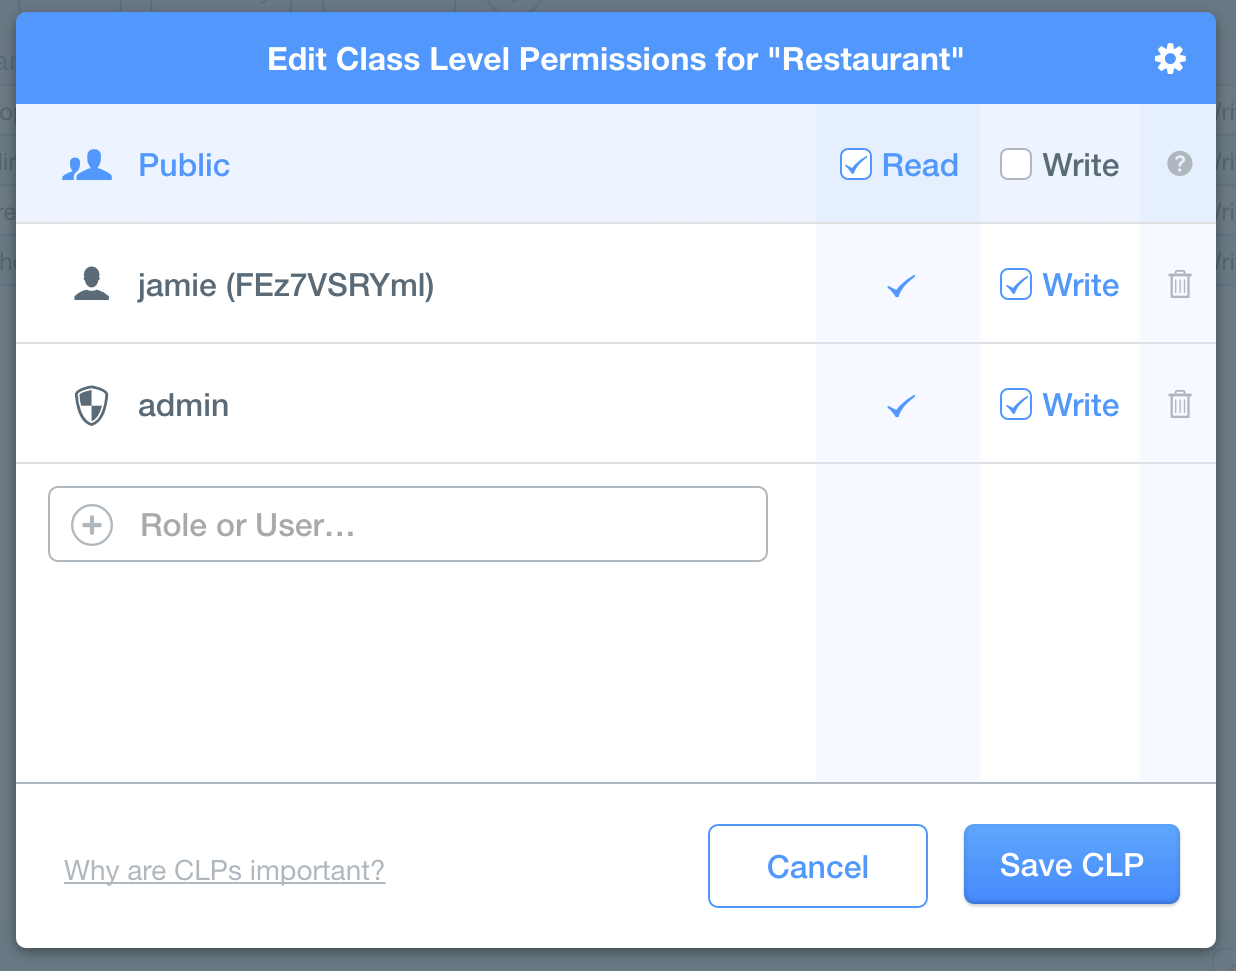 Edit Class Level Permissions for "Restaurant"
Public Read Write ?
jamie (FEz7VSRYml) Write
admin Write
Role or User...
Why are CLPs important? Cancel Save CLP